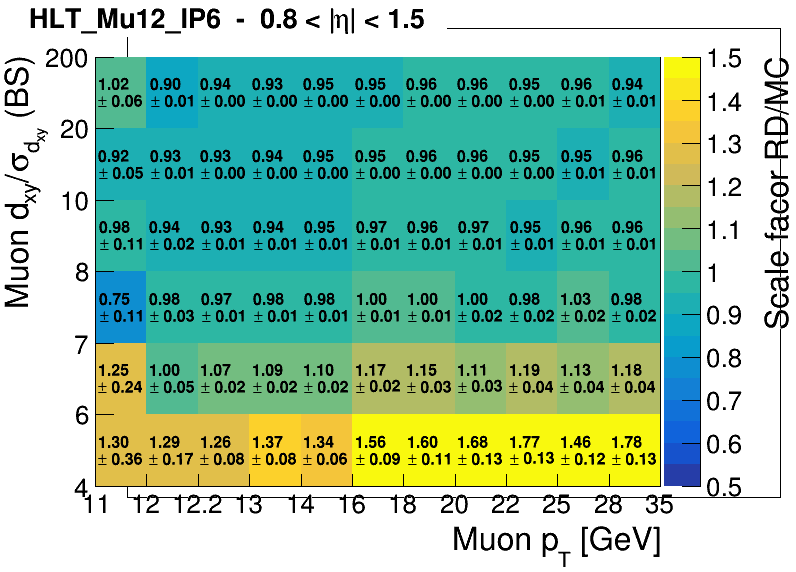 HLT_Mu12_IP6 - 0.8 < |η| < 1.5
200 1.02 0.90 0.94 0.93 0.95 0.95 0.96 0.96 0.95 0.96 0.94 1.5
± 0.06 ± 0.01 ± 0.00 ± 0.00 ± 0.00 ± 0.00 ± 0.00 ± 0.00 ± 0.00 ± 0.01 ± 0.01 1.4
20 1.3
0.92 0.93 0.93 0.94 0.95 0.95 0.96 0.96 0.95 0.95 0.96
± 0.05 ± 0.01 ± 0.00 ± 0.00 ± 0.00 ± 0.00 ± 0.00 ± 0.00 ± 0.00 ± 0.01 ± 0.01 1.2
10
0.98 0.94 0.93 0.94 0.95 0.97 0.96 0.97 0.95 0.96 0.96 1.1
± 0.11 ± 0.02 ± 0.01 ± 0.01 ± 0.01 ± 0.01 ± 0.01 ± 0.01 ± 0.01 ± 0.01 ± 0.01
8 1
0.75 0.98 0.97 0.98 0.98 1.00 1.00 1.00 0.98 1.03 0.98
± 0.11 ± 0.03 ± 0.01 ± 0.01 ± 0.01 ± 0.01 ± 0.01 ± 0.02 ± 0.02 ± 0.02 ± 0.02 0.9
7 0.8
1.25 1.00 1.07 1.09 1.10 1.17 1.15 1.11 1.19 1.13 1.18
± 0.24 ± 0.05 ± 0.02 ± 0.02 ± 0.02 ± 0.02 ± 0.03 ± 0.03 ± 0.04 ± 0.04 ± 0.04 0.7
6
1.30 1.29 1.26 1.37 1.34 1.56 1.60 1.68 1.77 1.46 1.78 0.6
± 0.36 ± 0.17 ± 0.08 ± 0.08 ± 0.06 ± 0.09 ± 0.11 ± 0.13 ± 0.13 ± 0.12 ± 0.13
4 0.5
11 12 12.2 13 14 16 18 20 22 25 28 35
Muon pT [GeV]
Muon dxy/σdxy (BS)
Scale facor RD/MC